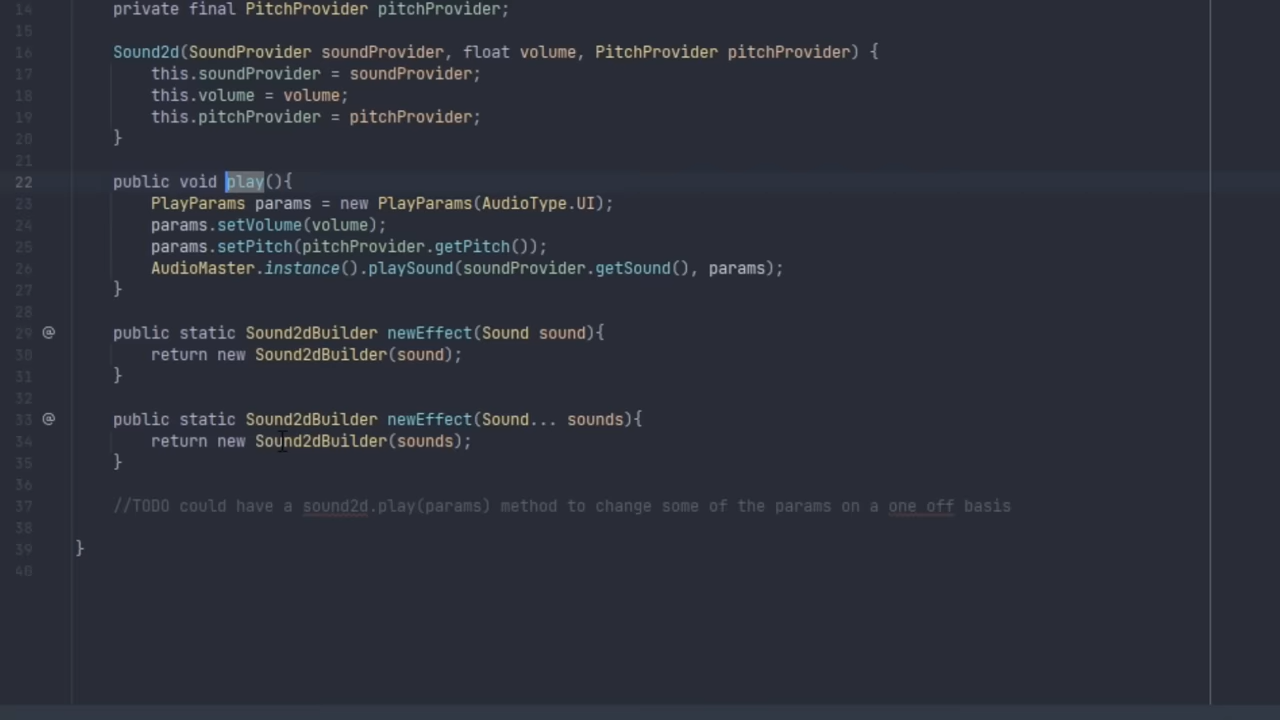 14 private final PitchProvider pitchProvider;
15
16 Sound2d(SoundProvider soundProvider, float volume, PitchProvider pitchProvider) {
17 this.soundProvider = soundProvider;
18 this.volume = volume;
19 this.pitchProvider = pitchProvider;
20 }
21
22 public void play(){
23 PlayParams params = new PlayParams(AudioType.UI);
24 params.setVolume(volume);
25 params.setPitch(pitchProvider.getPitch());
26 AudioMaster.instance().playSound(soundProvider.getSound(), params);
27 }
28
29 @ public static Sound2dBuilder newEffect(Sound sound){
30 return new Sound2dBuilder(sound);
31 }
32
33 @ public static Sound2dBuilder newEffect(Sound... sounds){
34 return new Sound2dBuilder(sounds);
35 }
36
37 //TODO could have a sound2d.play(params) method to change some of the params on a one off basis
38
39 }
40